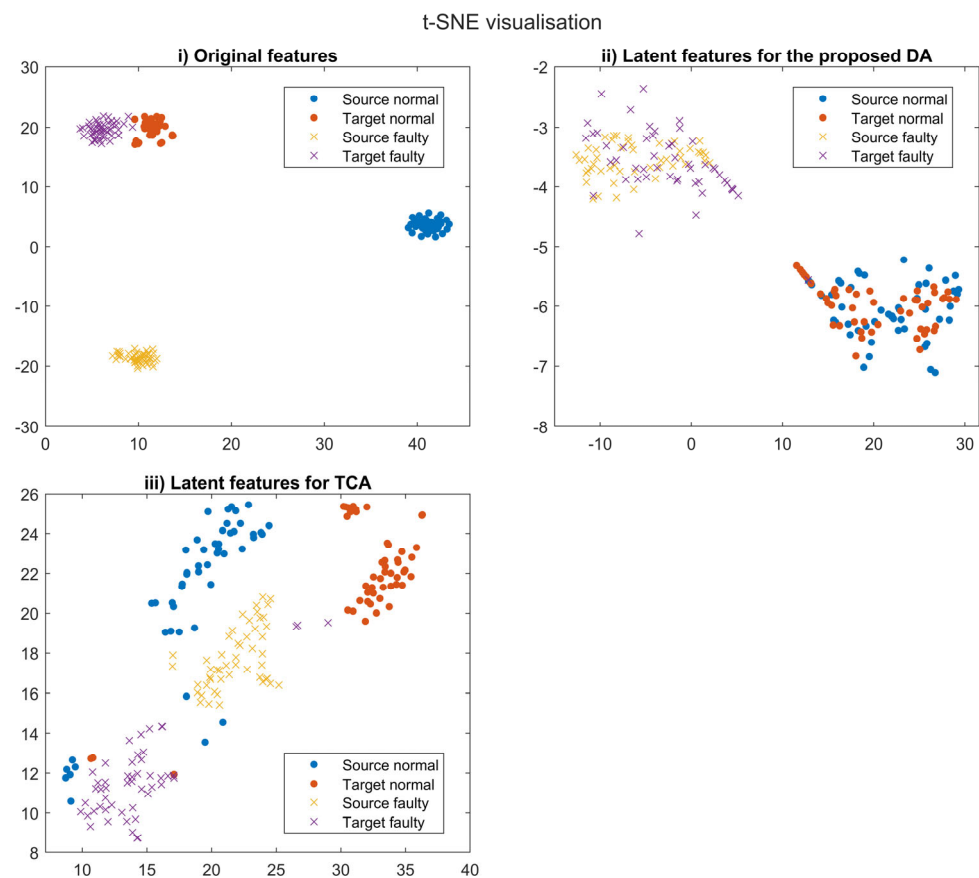 t-SNE visualisation
i) Original features
30
20
10
0
-10
-20
-30
0
10
20
30
40
Source normal
Target normal
Source faulty
Target faulty
ii) Latent features for the proposed DA
-2
-3
-4
-5
-6
-7
-8
-10
0
10
20
30
Source normal
Target normal
Source faulty
Target faulty
iii) Latent features for TCA
26
24
22
20
18
16
14
12
10
8
10
15
20
25
30
35
40
Source normal
Target normal
Source faulty
Target faulty